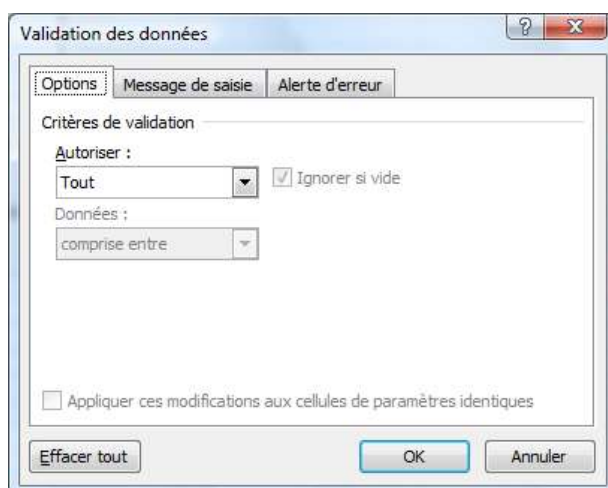 Validation des données
Options Message de saisie Alerte d'erreur
Critères de validation
Autoriser :
Tout Ignorer si vide
Données :
comprise entre
Appliquer ces modifications aux cellules de paramètres identiques
Effacer tout OK Annuler